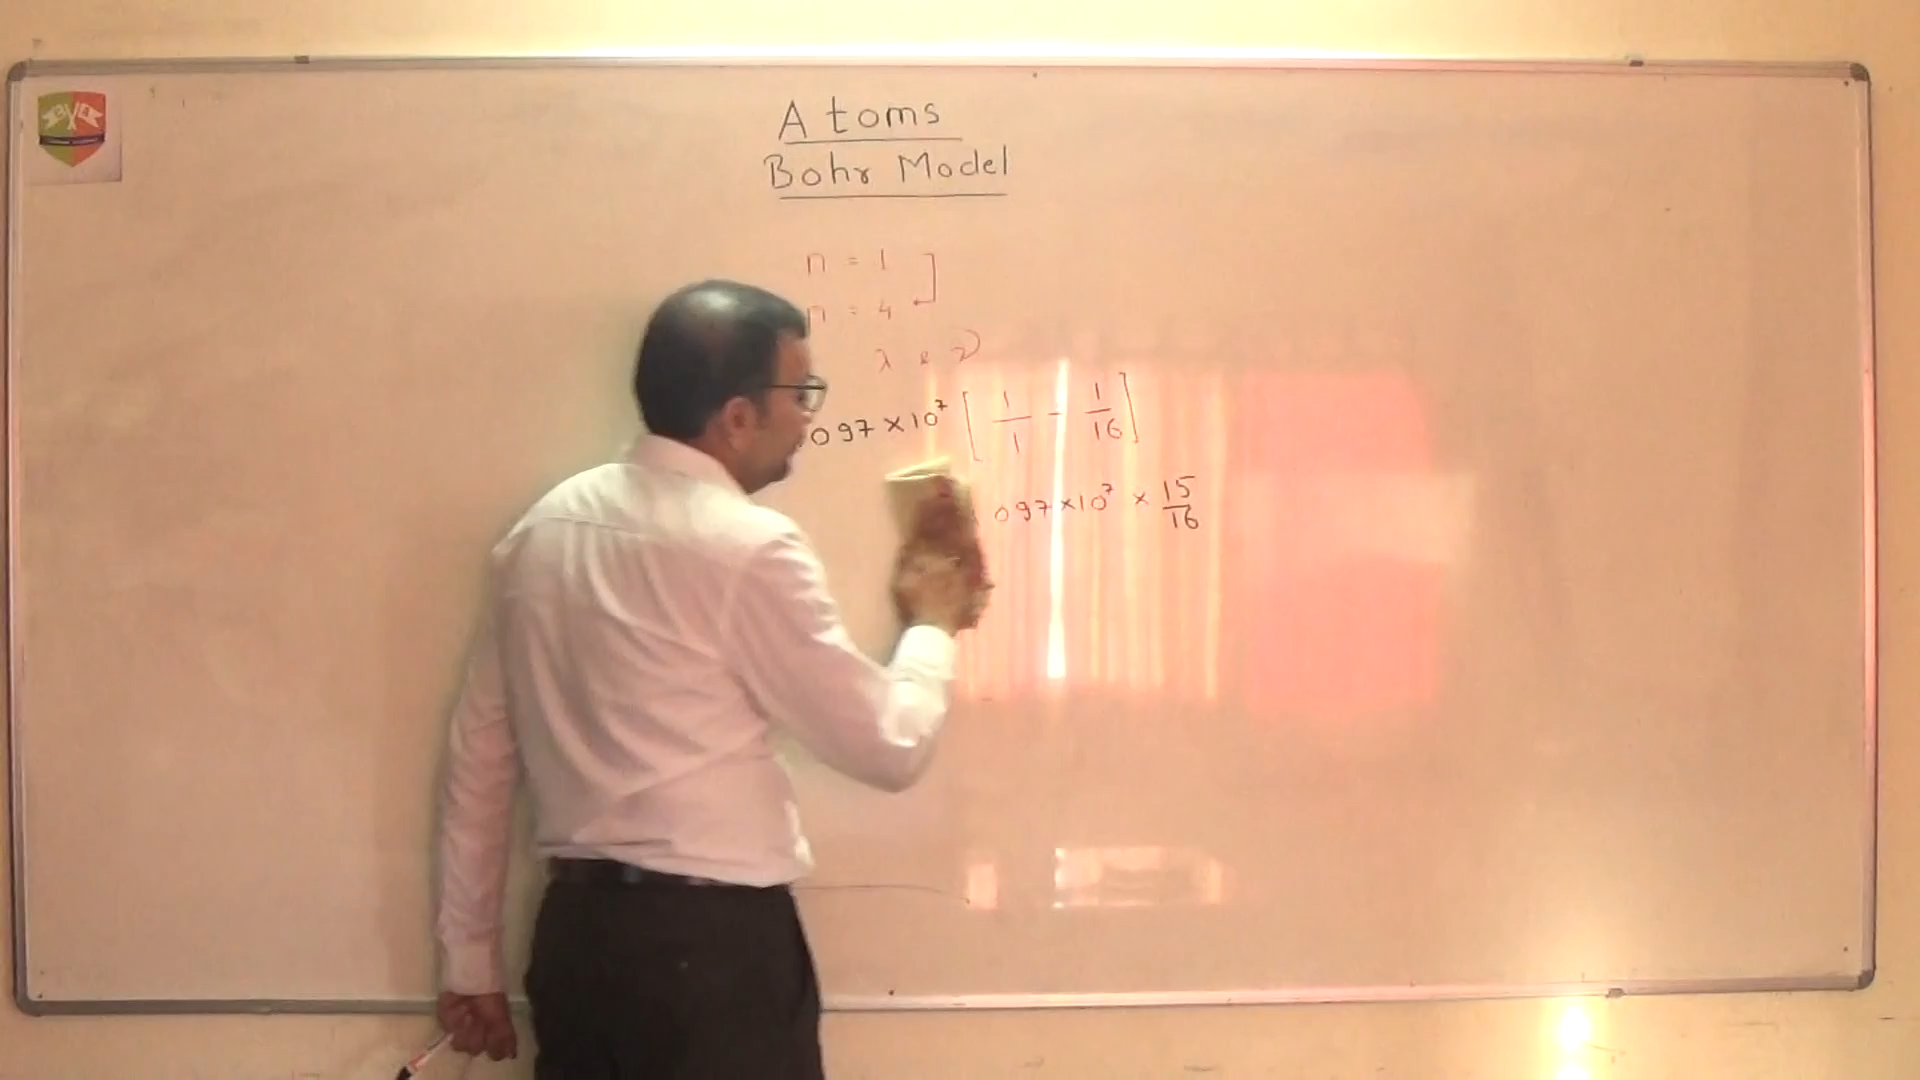 Atoms
Bohr Model
n = 1
n = 4
λ & ν
097 × 10⁷ [ 1/1 - 1/16 ]
097 × 10⁷ × 15/16